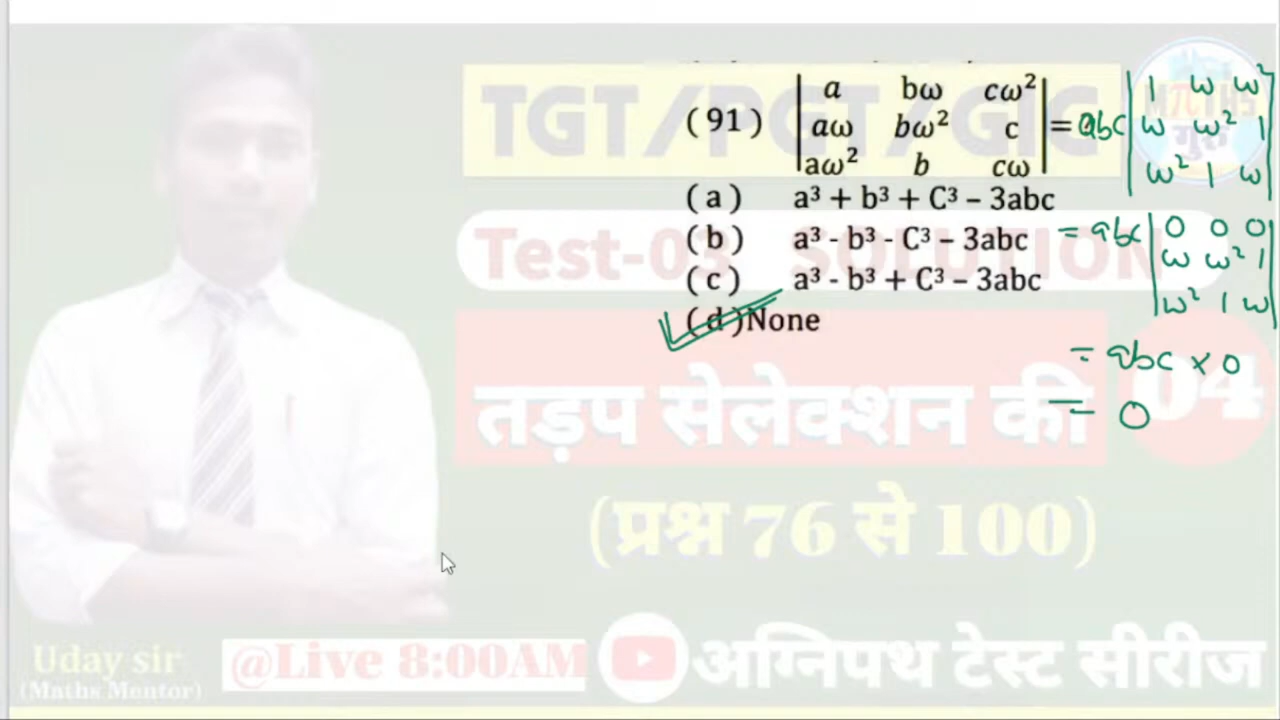 TGT/PGT/GIC
(91) | a bω cω² |
| aω bω² c | = abc | 1 ω ω² |
| aω² b cω | | ω ω² 1 |
| ω² 1 ω |
(a) a³ + b³ + C³ – 3abc
(b) a³ - b³ - C³ – 3abc
(c) a³ - b³ + C³ – 3abc
(d) None
= abc | 0 0 0 |
| ω ω² 1 |
| ω² 1 ω |
= abc × 0
= 0
MπTHS
गुरु
Test-03 SOLUTION
तड़प सेलेक्शन की 04
(प्रश्न 76 से 100)
Uday sir
(Maths Mentor)
@Live 8:00AM
अग्निपथ टेस्ट सीरीज